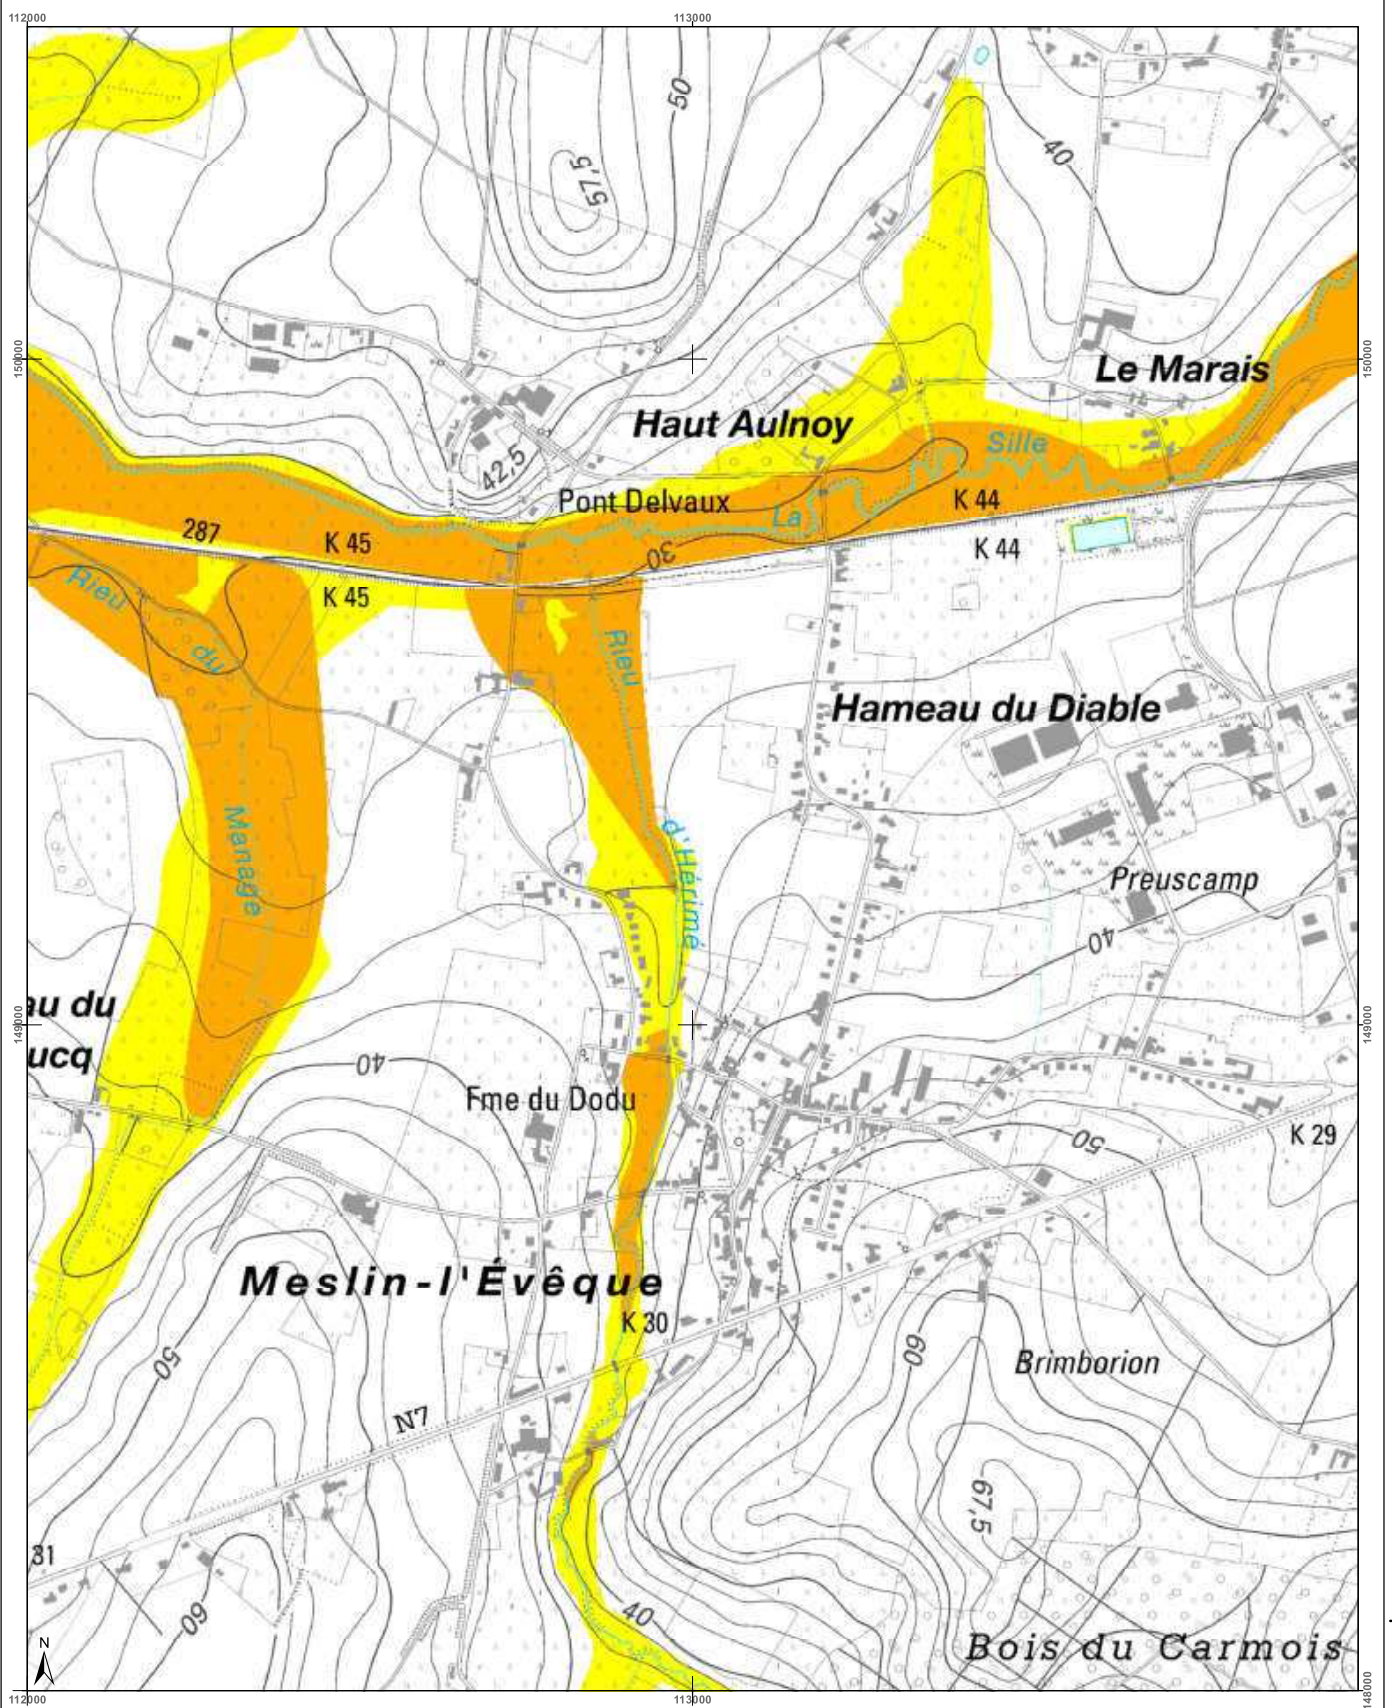 112000
113000
50
57,5
40
150000
150000
Le Marais
Haut Aulnoy
Sille
42,5
Pont Delvaux
La
K 44
287
K 45
30
K 44
Rieu
K 45
du
Rieu
Hameau du Diable
Manage
d'Hérimé
Preuscamp
40
au du
149000
149000
ucq
40
Fme du Dodu
50
K 29
Meslin-l'Évêque
K 30
50
60
Brimborion
N7
67,5
31
60
40
Bois du Carmois
N
112000
113000
148000